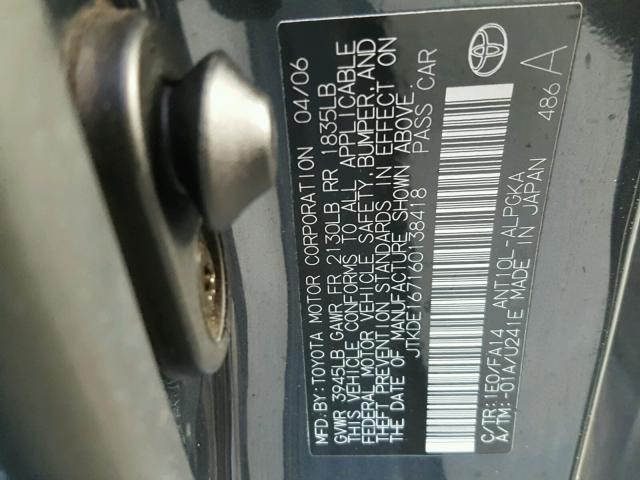 MFD.BY:TOYOTA MOTOR CORPORATION 04/06
GVWR 3945LB GAWR FR 2130LB RR 1835LB
THIS VEHICLE CONFORMS TO ALL APPLICABLE
FEDERAL MOTOR VEHICLE SAFETY, BUMPER, AND
THEFT PREVENTION STANDARDS IN EFFECT ON
THE DATE OF MANUFACTURE SHOWN ABOVE.
JTKDE167160138418 PASS CAR
C/TR:1E0/FA14 ANT10L-ALPGKA 486 A
A/TM:-01A/U241E MADE IN JAPAN